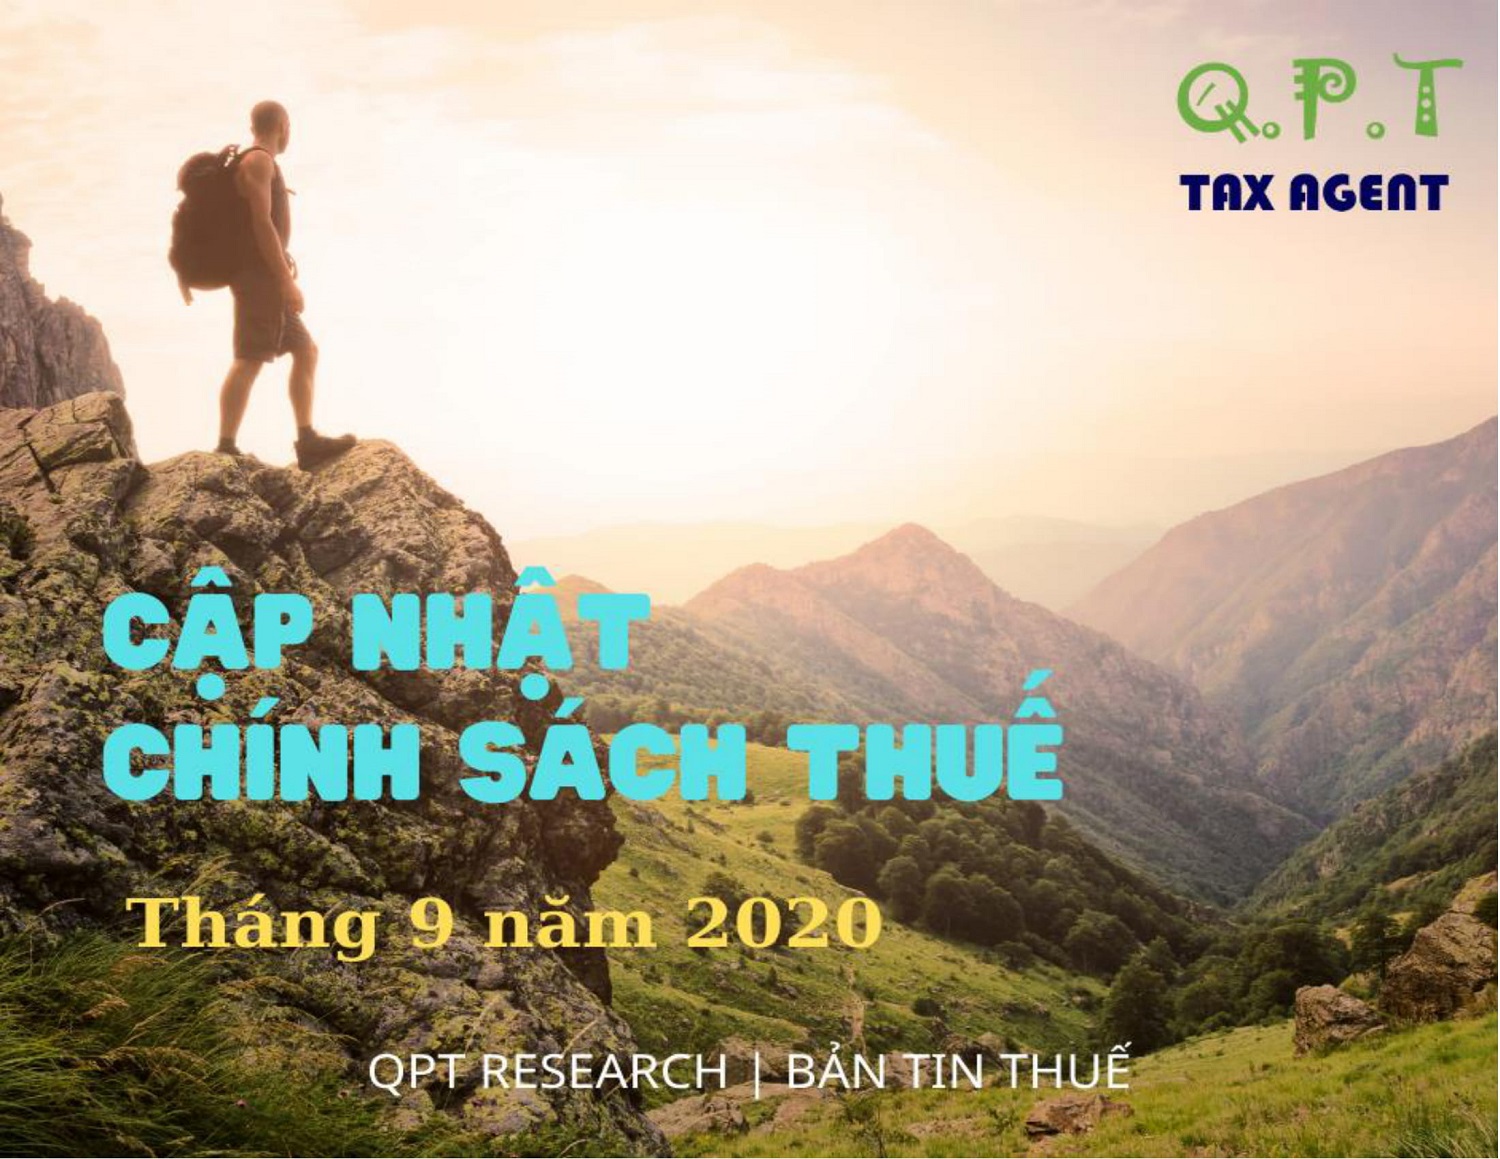 Q.P.T
TAX AGENT
CẬP NHẬT
CHÍNH SÁCH THUẾ
Tháng 9 năm 2020
QPT RESEARCH | BẢN TIN THUẾ